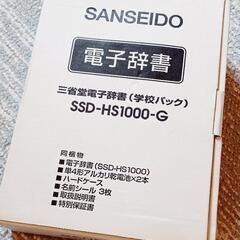 SANSEIDO
電子辞書
三省堂電子辞書(学校パック)
SSD-HS1000-G
同梱物
■電子辞書(SSD-HS1000)
■単4形アルカリ乾電池×2本
■ハードケース
■名前シール 3枚
■取扱説明書
■特別保証書